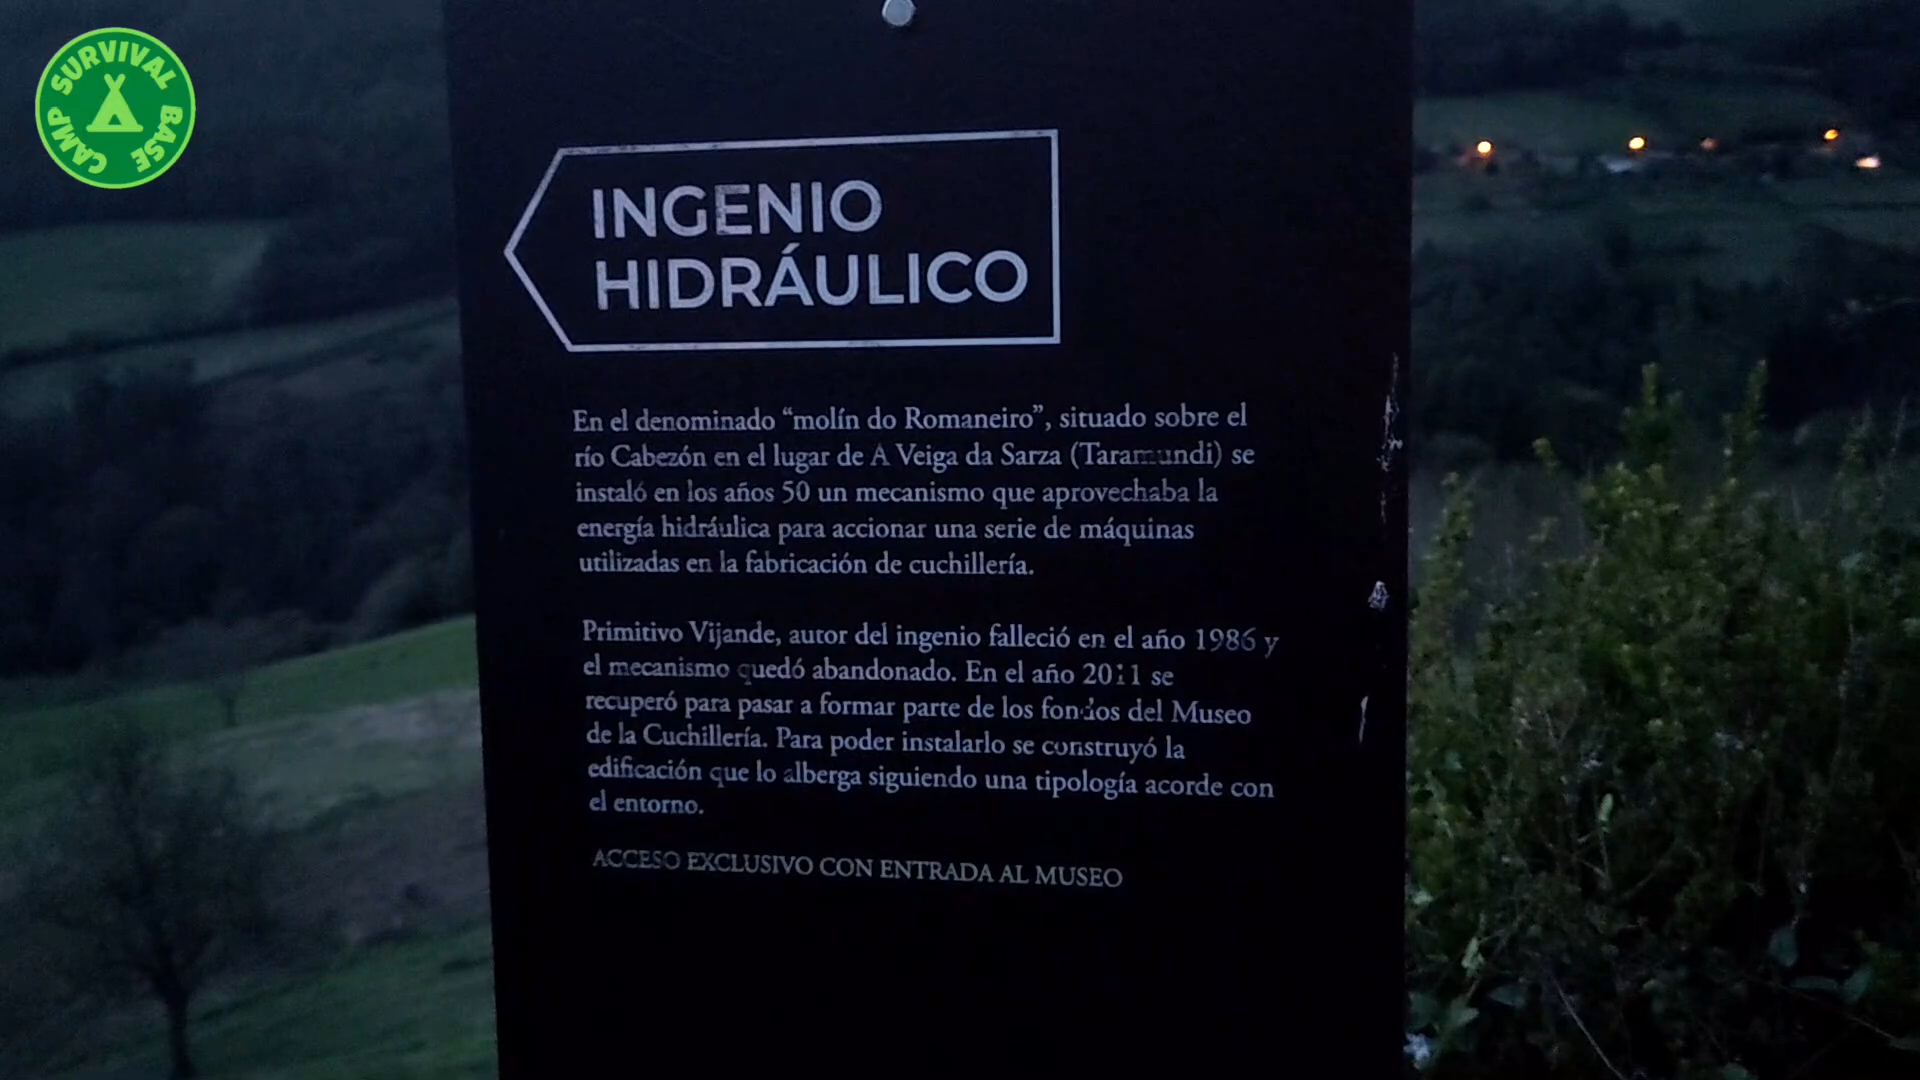 SURVIVAL BASE CAMP
INGENIO
HIDRÁULICO
En el denominado “molín do Romaneiro”, situado sobre el
río Cabezón en el lugar de A Veiga da Sarza (Taramundi) se
instaló en los años 50 un mecanismo que aprovechaba la
energía hidráulica para accionar una serie de máquinas
utilizadas en la fabricación de cuchillería.
Primitivo Vijande, autor del ingenio falleció en el año 1986 y
el mecanismo quedó abandonado. En el año 2011 se
recuperó para pasar a formar parte de los fondos del Museo
de la Cuchillería. Para poder instalarlo se construyó la
edificación que lo alberga siguiendo una tipología acorde con
el entorno.
ACCESO EXCLUSIVO CON ENTRADA AL MUSEO